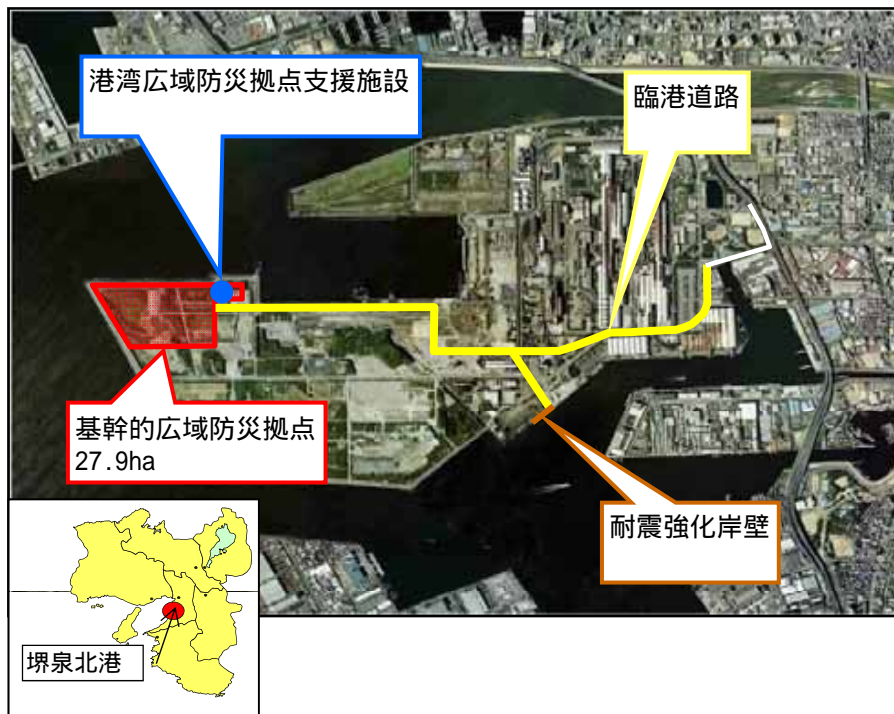 港湾広域防災拠点支援施設
臨港道路
基幹的広域防災拠点
27.9ha
耐震強化岸壁
堺泉北港